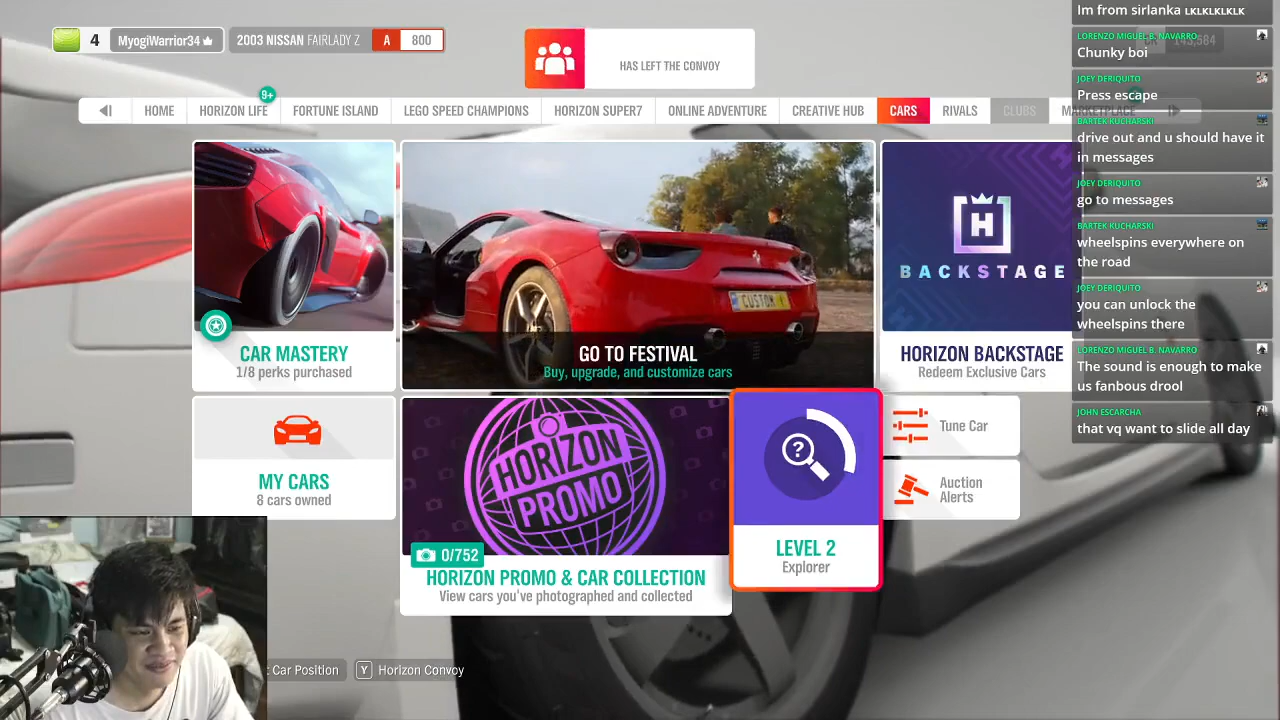 4
MyogiWarrior34
2003 NISSAN FAIRLADY Z
A 800
HAS LEFT THE CONVOY
9+
HOME
HORIZON LIFE
FORTUNE ISLAND
LEGO SPEED CHAMPIONS
HORIZON SUPER7
ONLINE ADVENTURE
CREATIVE HUB
CARS
RIVALS
CLUBS
CAR MASTERY
1/8 perks purchased
CUSTOM
GO TO FESTIVAL
Buy, upgrade, and customize cars
H
BACKSTAGE
HORIZON BACKSTAGE
Redeem Exclusive Cars
MY CARS
8 cars owned
HORIZON
PROMO
0/752
HORIZON PROMO & CAR COLLECTION
View cars you've photographed and collected
?
LEVEL 2
Explorer
Tune Car
Auction
Alerts
Car Position
Y Horizon Convoy
Im from sirlanka LKLKLKLKLK
LORENZO MIGUEL B. NAVARRO
Chunky boi
JOEY DERIQUITO
Press escape
BARTEK KUCHARSKI
drive out and u should have it
in messages
JOEY DERIQUITO
go to messages
BARTEK KUCHARSKI
wheelspins everywhere on
the road
JOEY DERIQUITO
you can unlock the
wheelspins there
LORENZO MIGUEL B. NAVARRO
The sound is enough to make
us fanbous drool
JOHN ESCARCHA
that vq want to slide all day